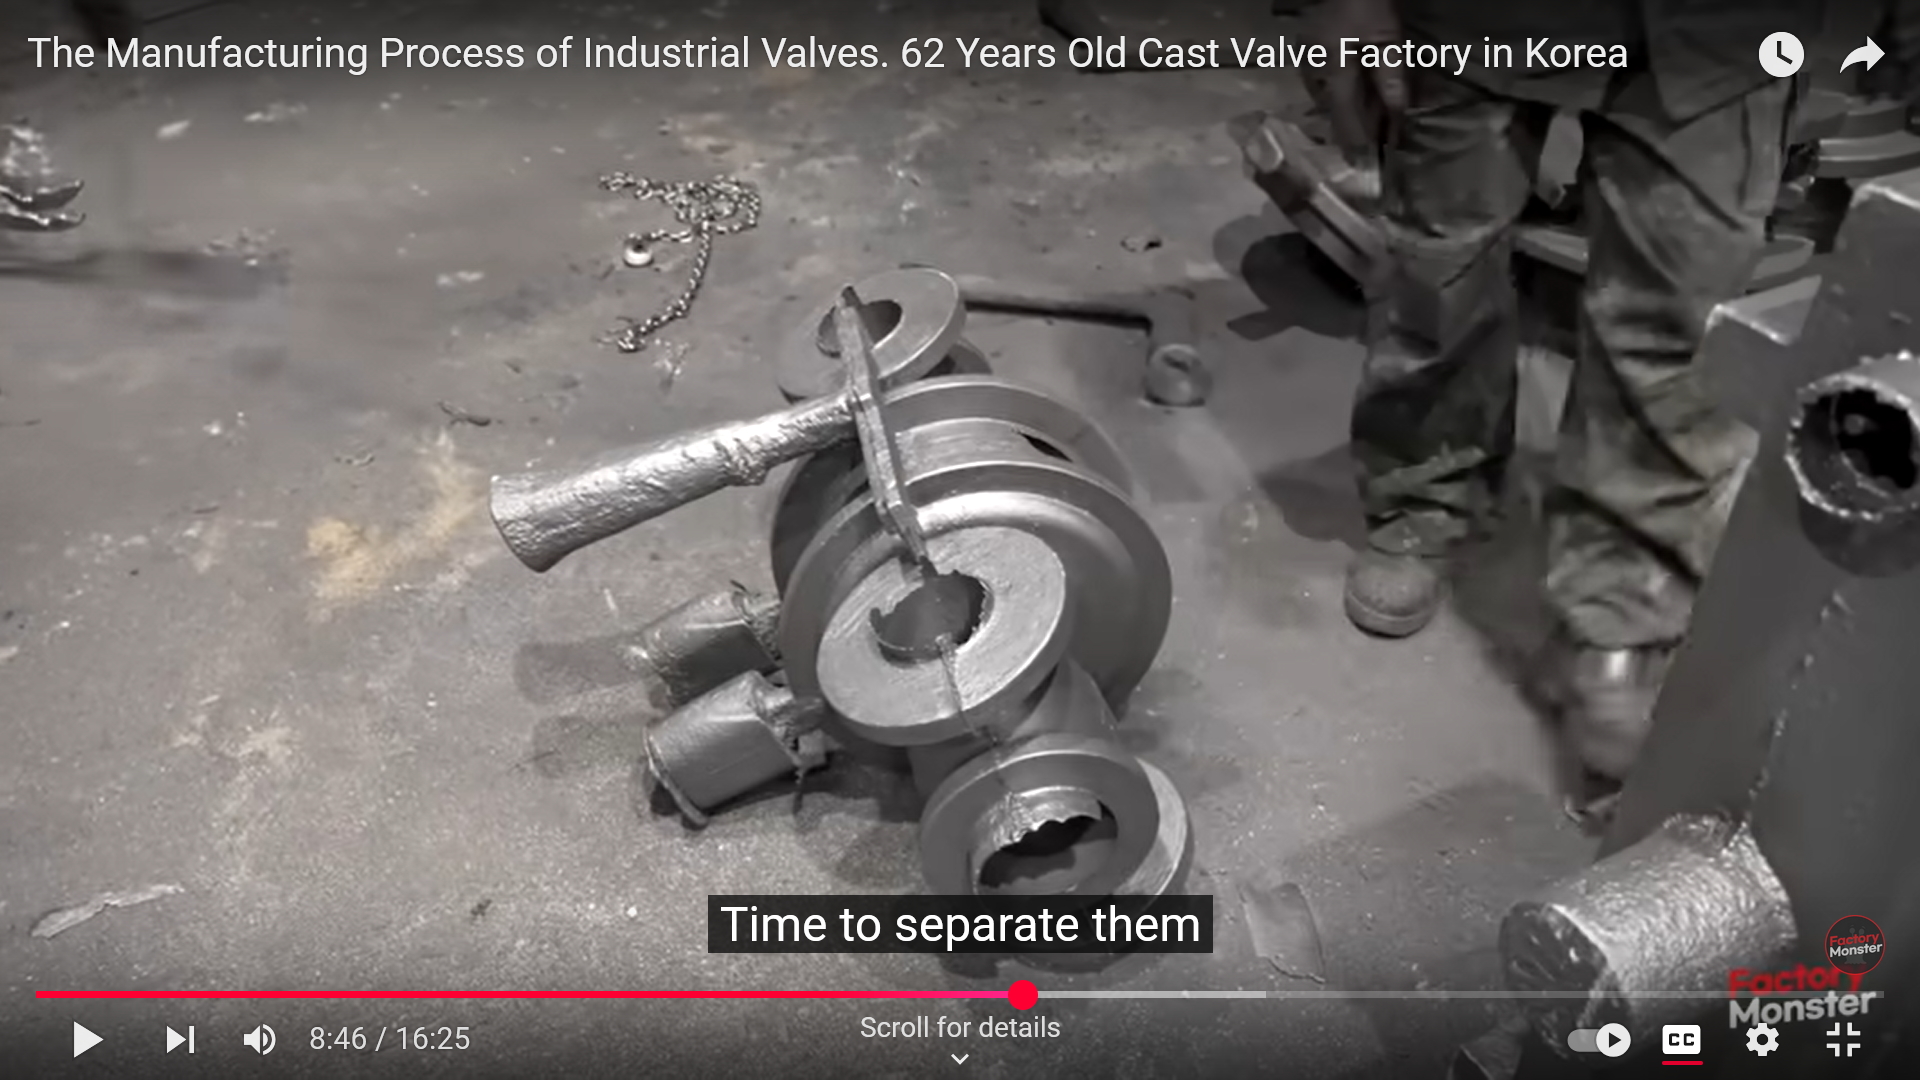 The Manufacturing Process of Industrial Valves. 62 Years Old Cast Valve Factory in Korea
Time to separate them
Factory
Monster
Factory
Monster
8:46 / 16:25
Scroll for details
CC